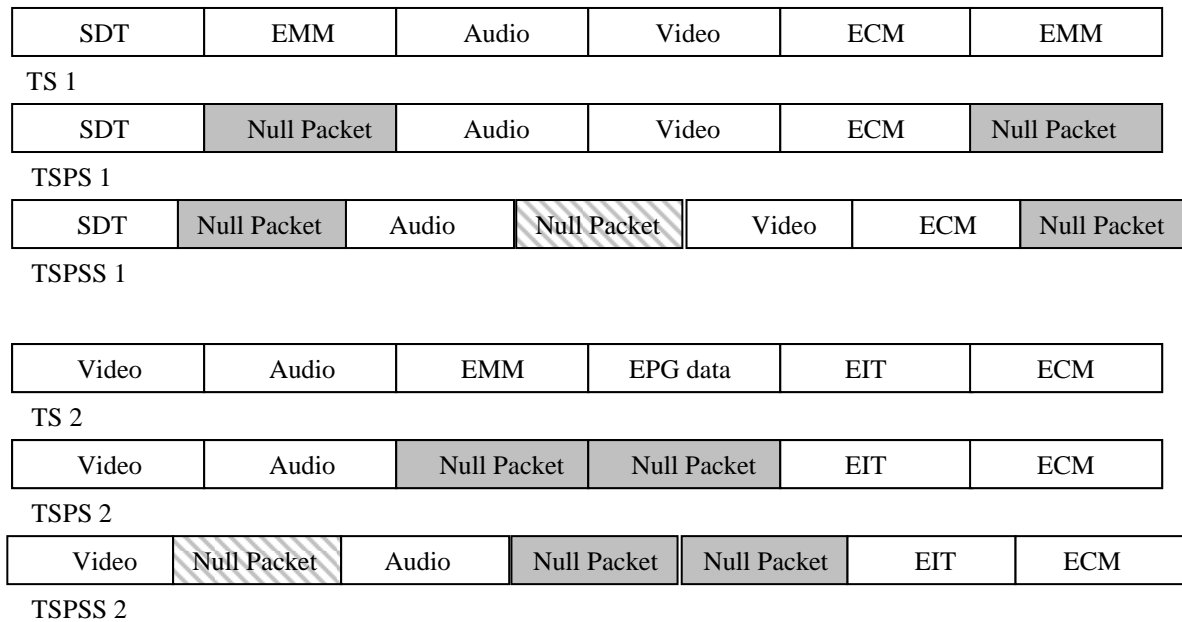 SDT EMM Audio Video ECM EMM
TS 1
SDT Null Packet Audio Video ECM Null Packet
TSPS 1
SDT Null Packet Audio Null Packet Video ECM Null Packet
TSPSS 1
Video Audio EMM EPG data EIT ECM
TS 2
Video Audio Null Packet Null Packet EIT ECM
TSPS 2
Video Null Packet Audio Null Packet Null Packet EIT ECM
TSPSS 2